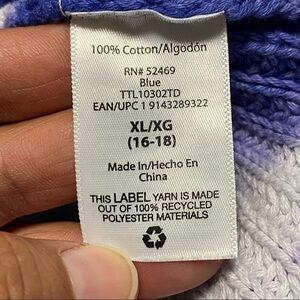 100% Cotton/Algodón
RN# 52469
Blue
TTL10302TD
EAN/UPC 1 9143289322
XL/XG
(16-18)
Made In/Hecho En
China
THIS LABEL YARN IS MADE
OUT OF 100% RECYCLED
POLYESTER MATERIALS